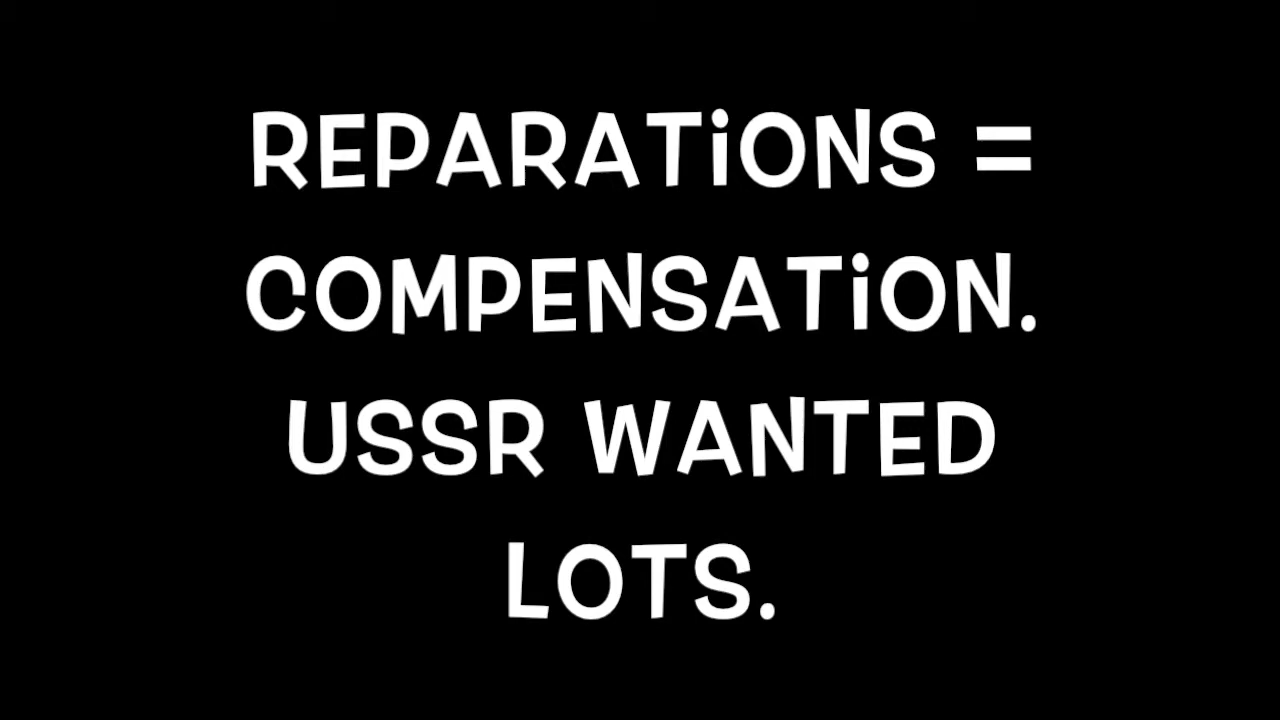 REPARATiONS =
COMPENSATiON.
USSR WANTED
LOTS.